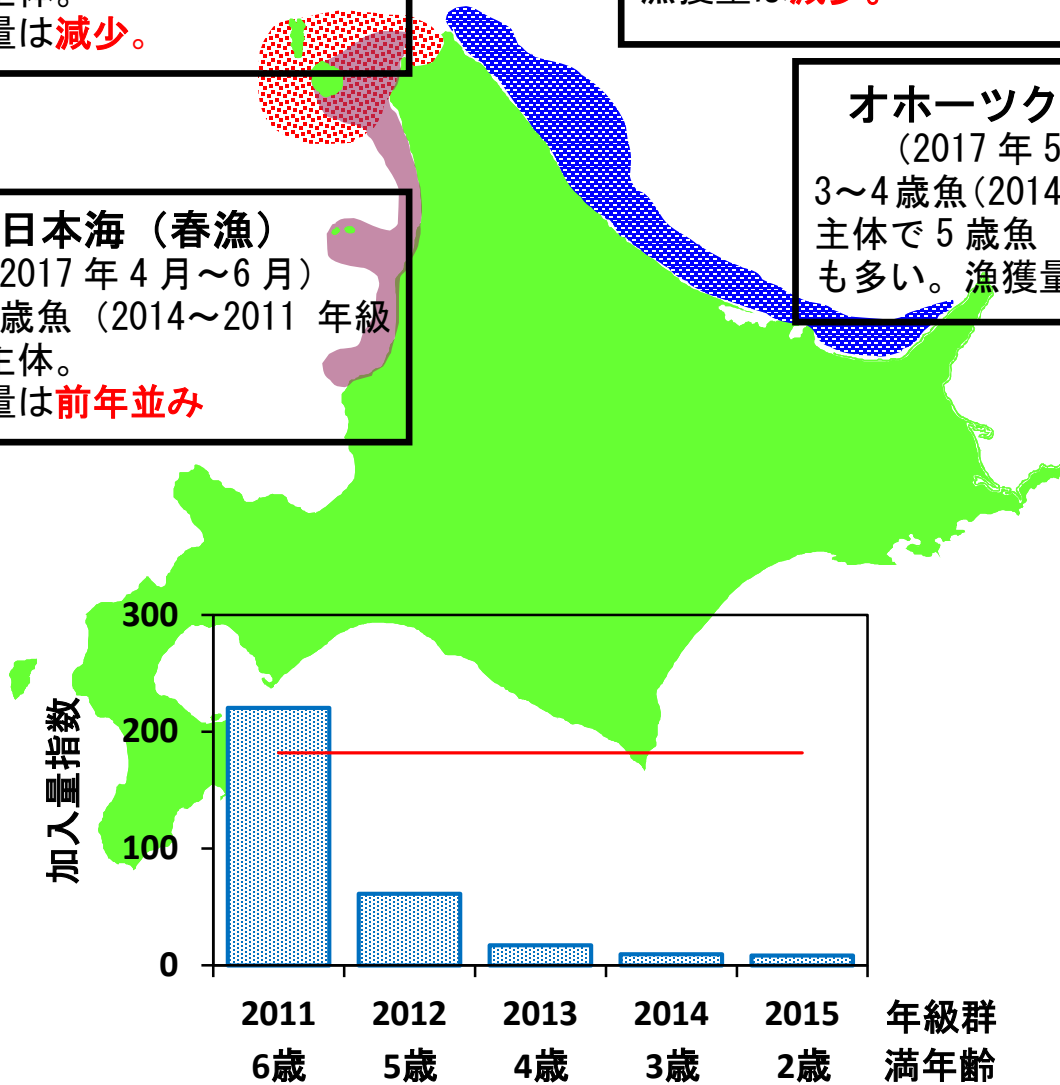 量は減少。
減少。
オホーツク
（2017 年 5
3～4 歳魚（2014
主体で 5 歳魚
も多い。漁獲量
日本海（春漁）
2017 年 4 月～6 月）
歳魚（2014～2011 年級
主体。
量は前年並み
加入量指数
300
200
100
0
2011 2012 2013 2014 2015 年級群
6歳 5歳 4歳 3歳 2歳 満年齢